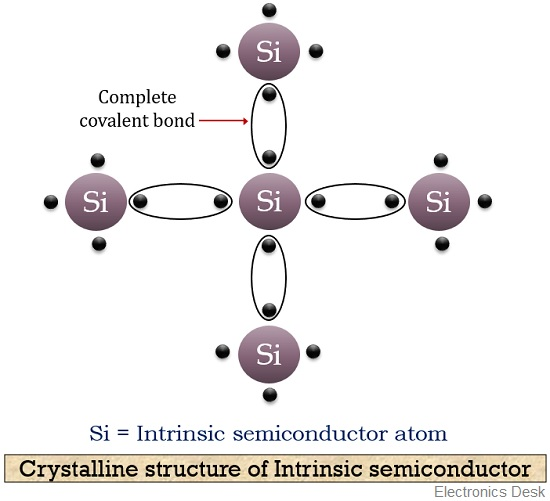 Si
Complete
covalent bond
Si
Si
Si
Si
Si = Intrinsic semiconductor atom
Crystalline structure of Intrinsic semiconductor
Electronics Desk